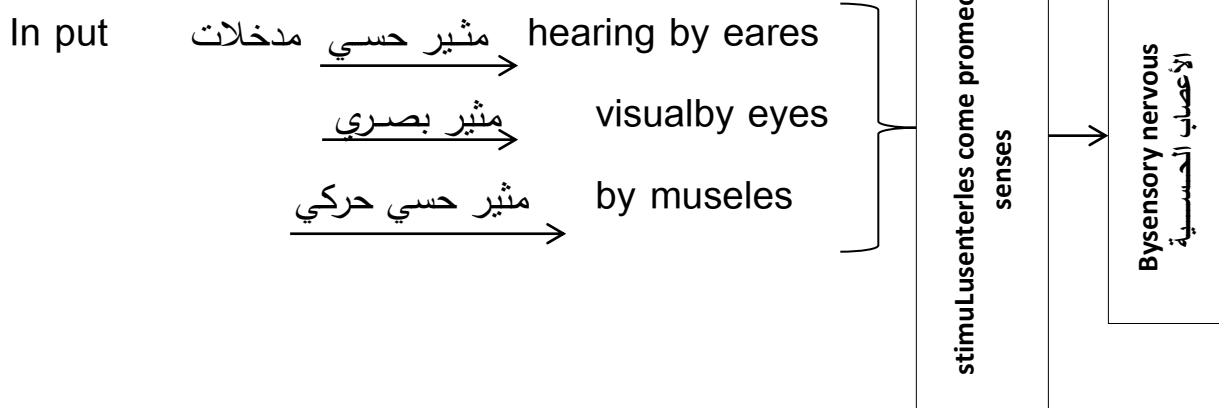 In put مدخلات مثير حسي hearing by eares
مثير بصري visualby eyes
مثير حسي حركي by museles
stimuLusenterles come promed
senses
Bysensory nervous
الأعصاب الحسية